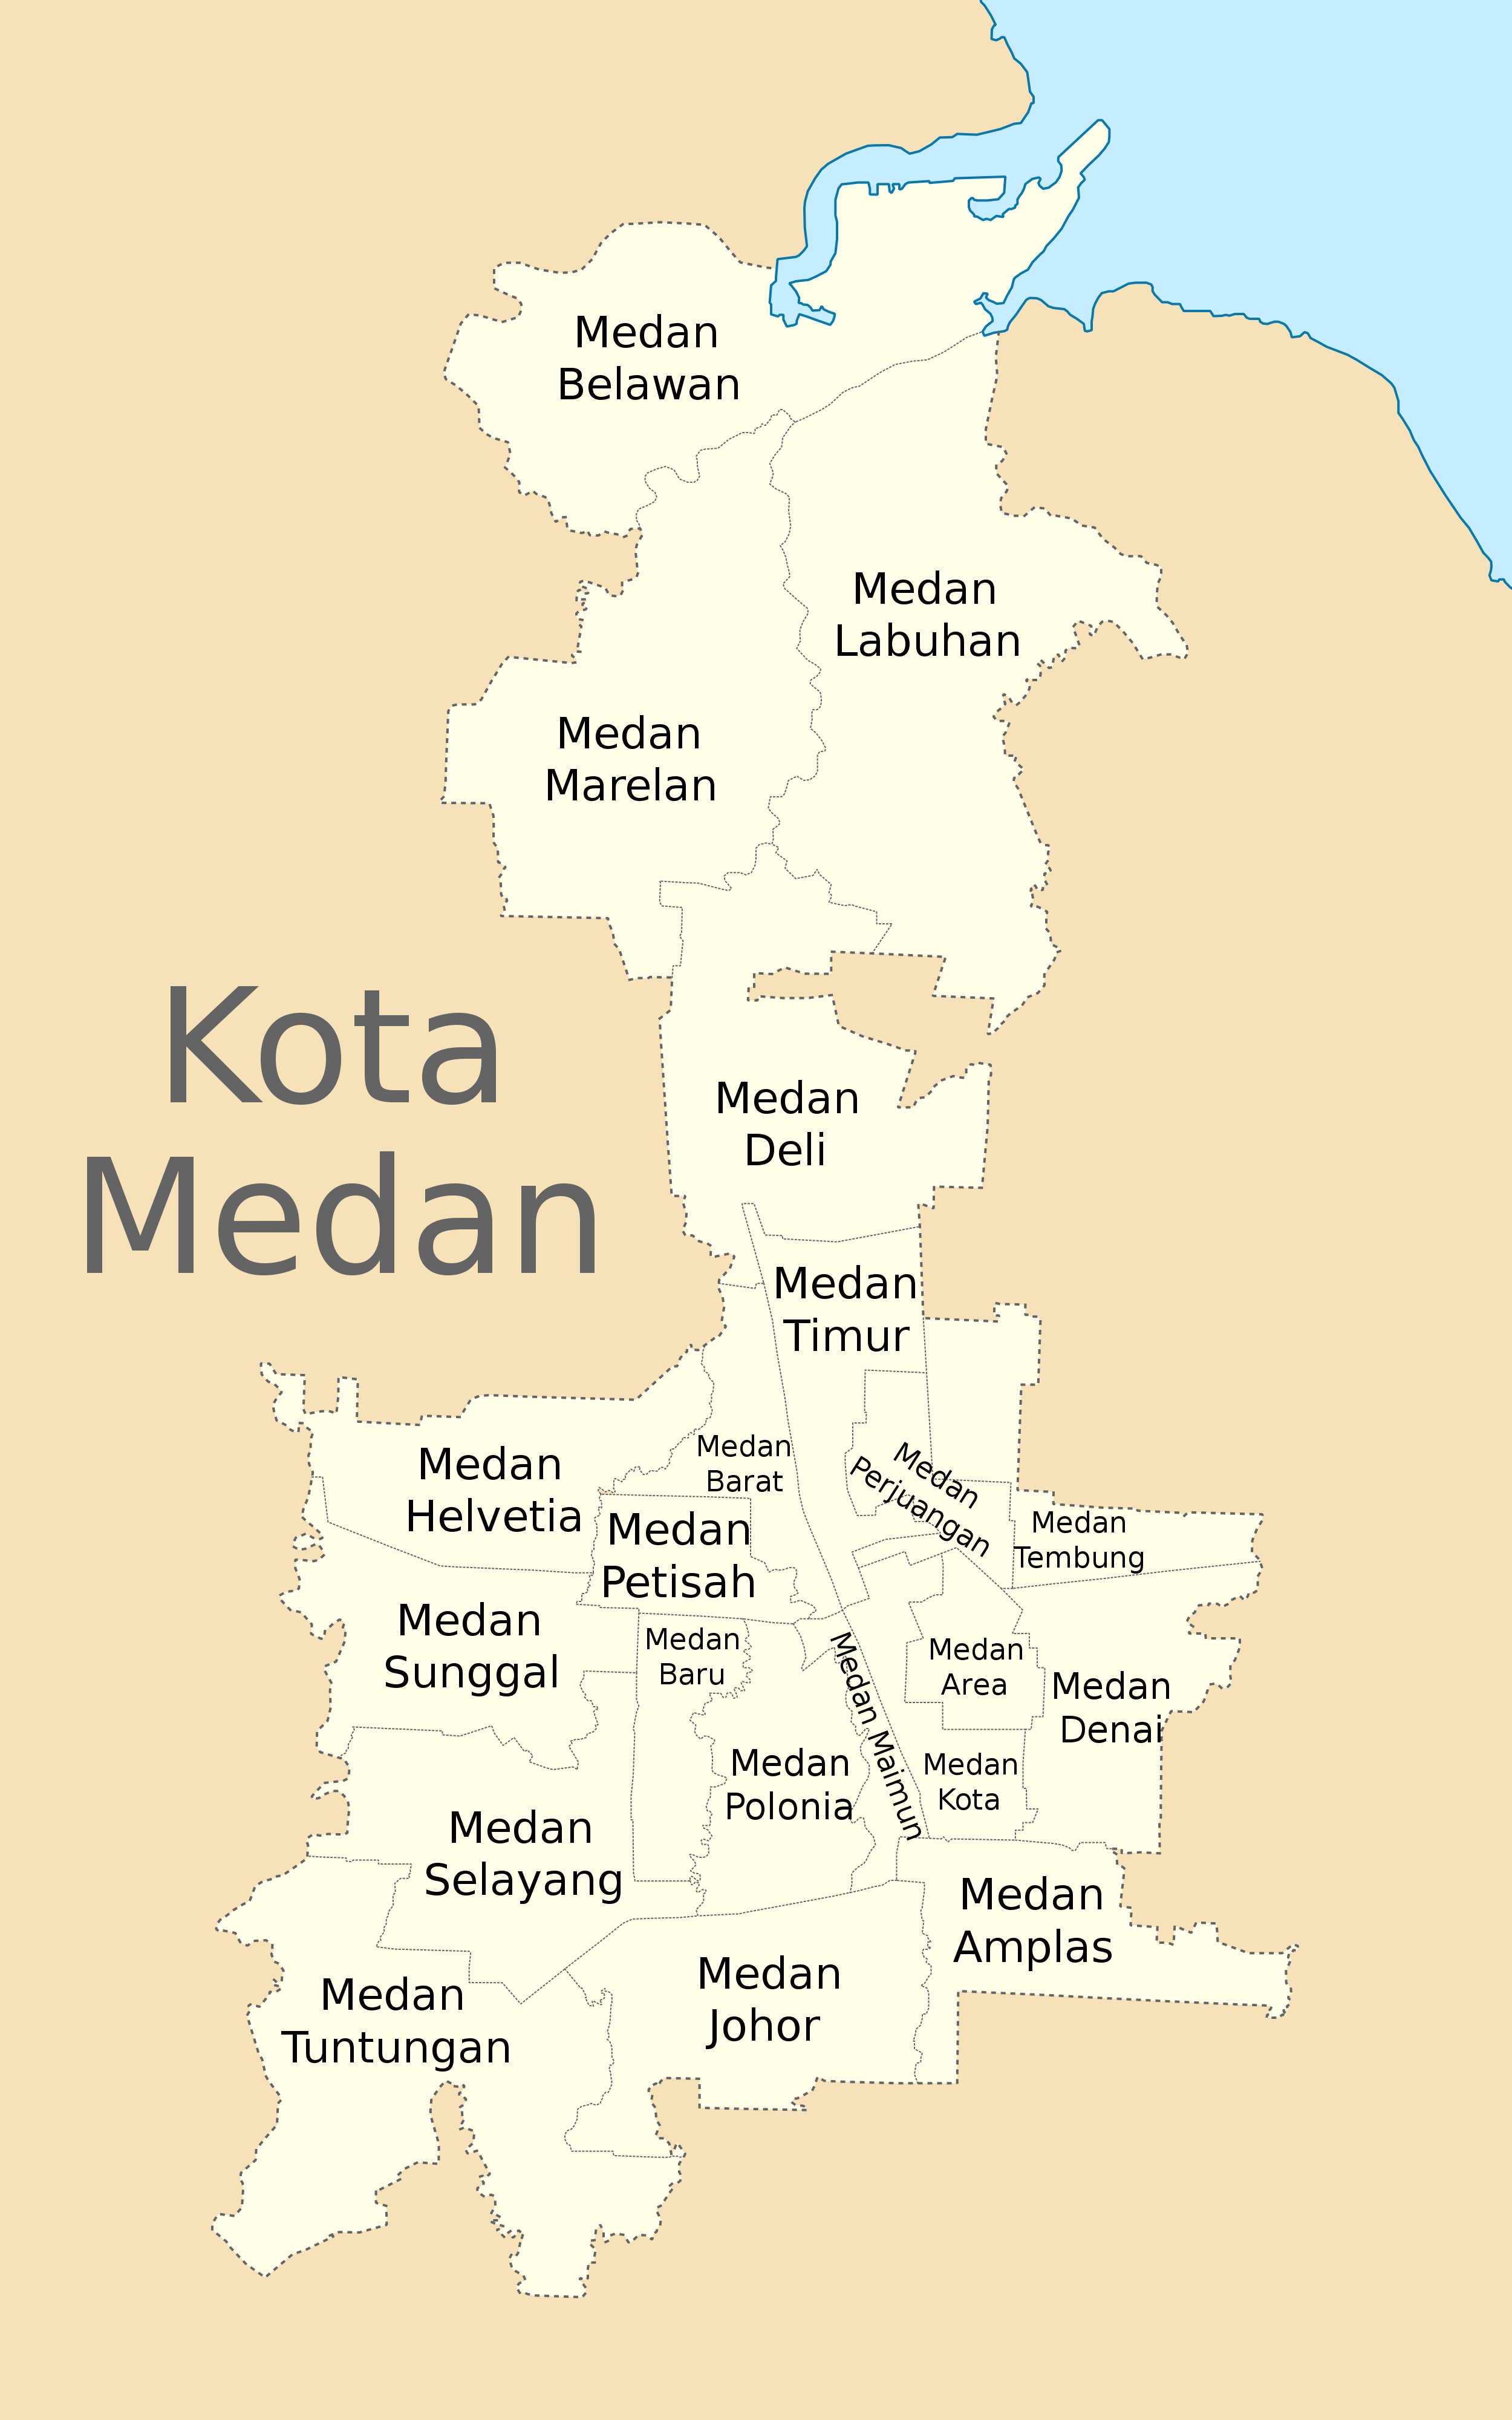 Medan
Belawan
Medan
Labuhan
Medan
Marelan
Kota
Medan
Medan
Deli
Medan
Timur
Medan
Helvetia
Medan
Barat
Medan
Perjuangan
Medan
Petisah
Medan
Tembung
Medan
Sunggal
Medan
Baru
Medan Maimun
Medan
Area
Medan
Denai
Medan
Polonia
Medan
Kota
Medan
Selayang
Medan
Amplas
Medan
Tuntungan
Medan
Johor